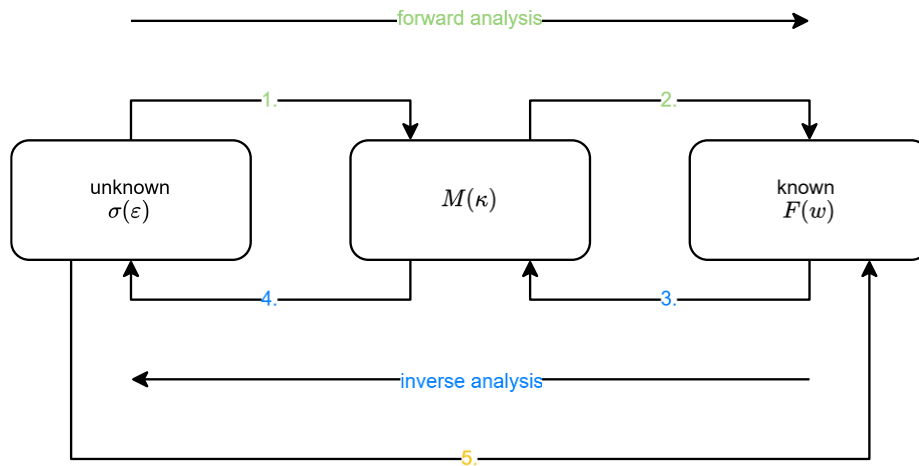 forward analysis
1.
2.
unknown
σ(ε)
M(κ)
known
F(w)
4.
3.
inverse analysis
5.